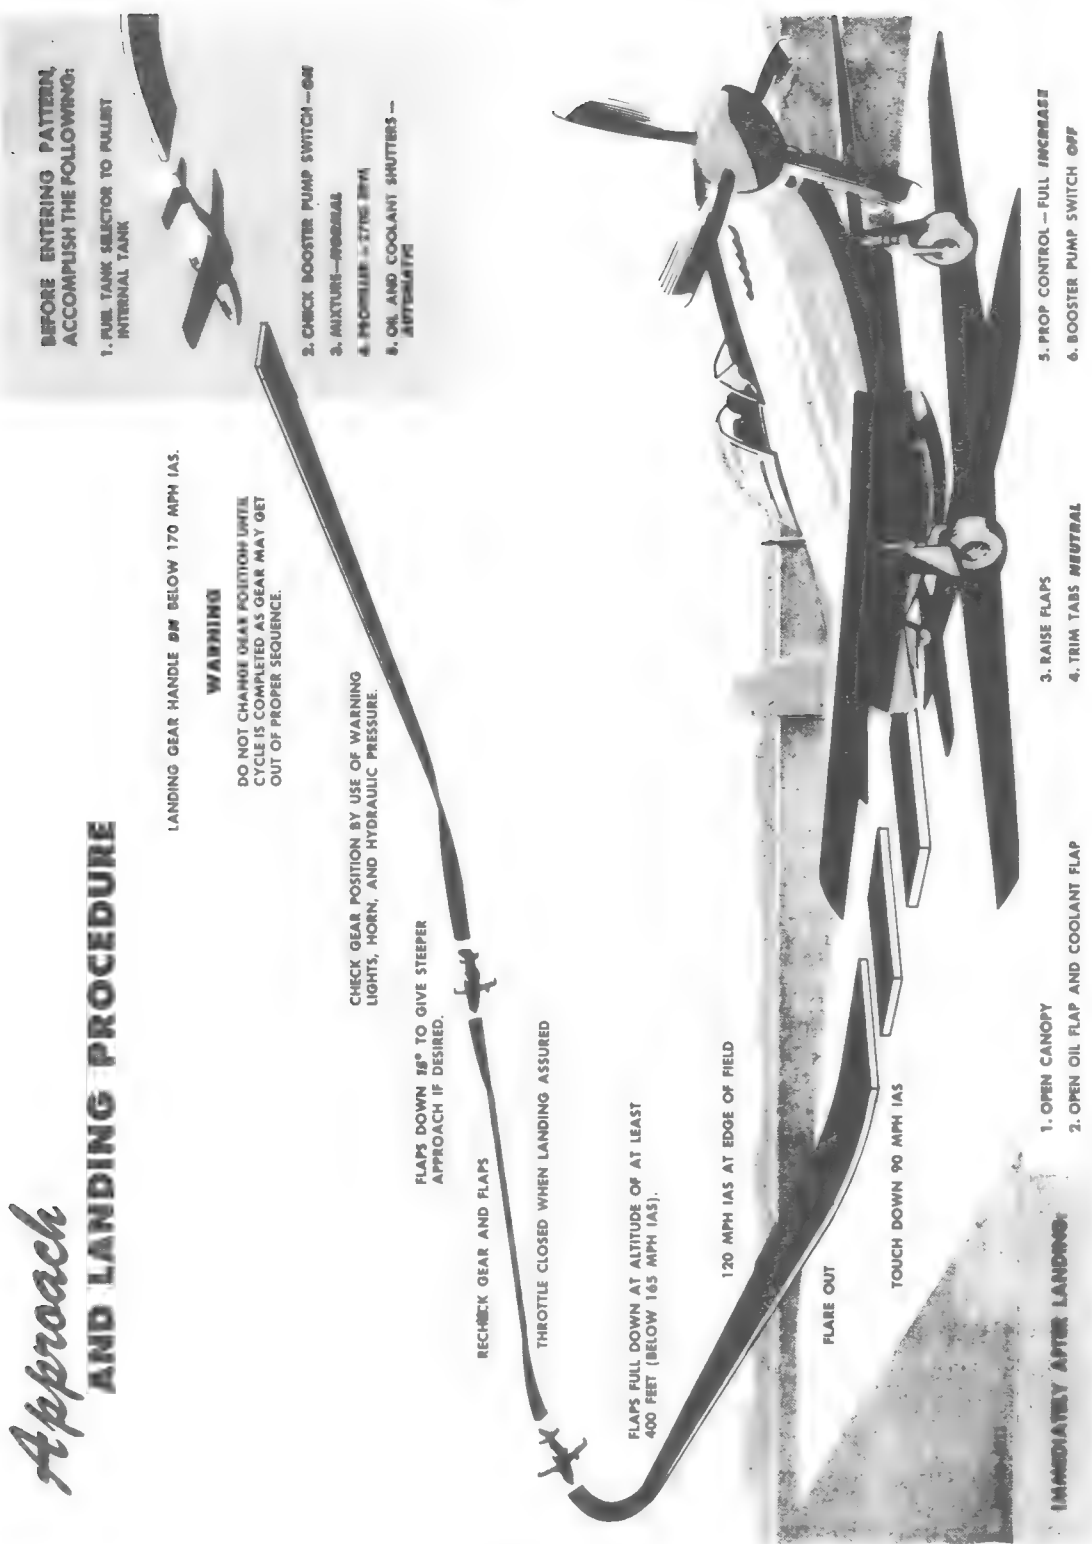 Approach
AND LANDING PROCEDURE
BEFORE ENTERING PATTERN,
ACCOMPLISH THE FOLLOWING:
1. FUEL TANK SELECTOR TO FULLEST
INTERNAL TANK
2. CHECK BOOSTER PUMP SWITCH—ON
3. MIXTURE—NORMAL
4. PROPELLER — 2700 RPM
5. OIL AND COOLANT SHUTTERS —
AUTOMATIC
LANDING GEAR HANDLE DN BELOW 170 MPH IAS.
WARNING
DO NOT CHANGE GEAR POSITION UNTIL
CYCLE IS COMPLETED AS GEAR MAY GET
OUT OF PROPER SEQUENCE.
CHECK GEAR POSITION BY USE OF WARNING
LIGHTS, HORN, AND HYDRAULIC PRESSURE.
FLAPS DOWN 15° TO GIVE STEEPER
APPROACH IF DESIRED.
RECHECK GEAR AND FLAPS
THROTTLE CLOSED WHEN LANDING ASSURED
FLAPS FULL DOWN AT ALTITUDE OF AT LEAST
400 FEET (BELOW 165 MPH IAS).
120 MPH IAS AT EDGE OF FIELD
FLARE OUT
TOUCH DOWN 90 MPH IAS
IMMEDIATELY AFTER LANDING:
1. OPEN CANOPY
2. OPEN OIL FLAP AND COOLANT FLAP
3. RAISE FLAPS
4. TRIM TABS NEUTRAL
5. PROP CONTROL — FULL INCREASE
6. BOOSTER PUMP SWITCH OFF